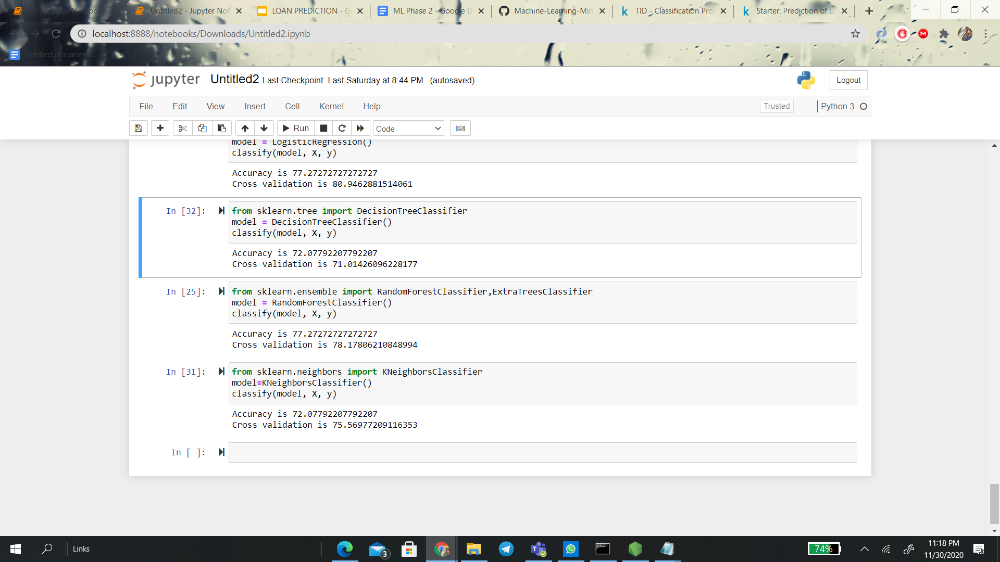 Untitled2 - Jupyter Not
LOAN PREDICTION - G
ML Phase 2 - Google D
Machine-Learning-Min
TID - Classification Pro
Starter: Prediction of Lo
localhost:8888/notebooks/Downloads/Untitled2.ipynb
Untitled document...
jupyter Untitled2 Last Checkpoint: Last Saturday at 8:44 PM (autosaved)
Logout
File Edit View Insert Cell Kernel Help
Trusted
Python 3
Run
Code
model = LogisticRegression()
classify(model, X, y)
Accuracy is 77.27272727272727
Cross validation is 80.9462881514061
In [32]:
from sklearn.tree import DecisionTreeClassifier
model = DecisionTreeClassifier()
classify(model, X, y)
Accuracy is 72.07792207792207
Cross validation is 71.01426096228177
In [25]:
from sklearn.ensemble import RandomForestClassifier,ExtraTreesClassifier
model = RandomForestClassifier()
classify(model, X, y)
Accuracy is 77.27272727272727
Cross validation is 78.17806210848994
In [31]:
from sklearn.neighbors import KNeighborsClassifier
model=KNeighborsClassifier()
classify(model, X, y)
Accuracy is 72.07792207792207
Cross validation is 75.56977209116353
In [ ]:
Links
3
74%
11:18 PM
11/30/2020